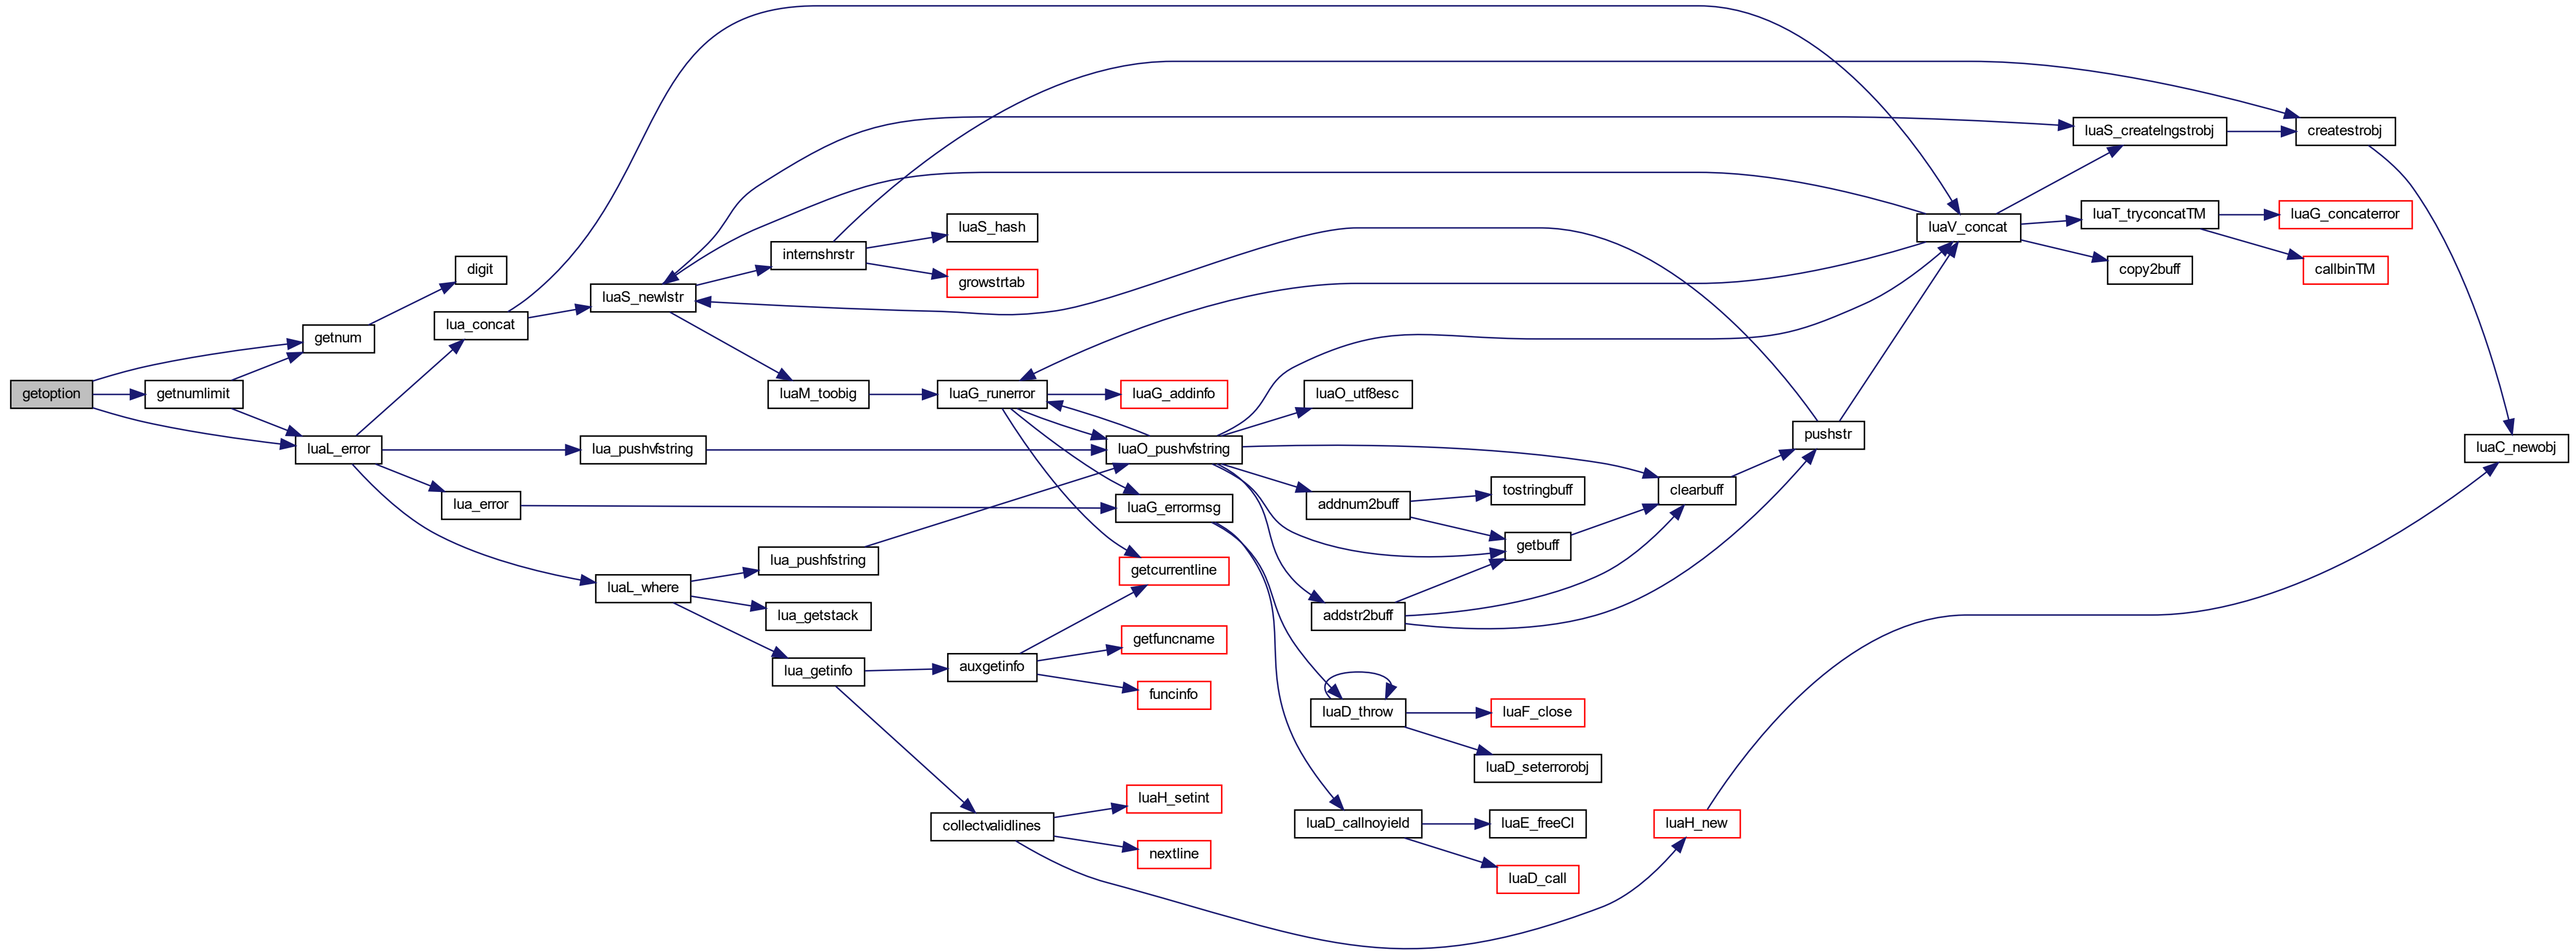 getoption
getnumlimit
getnum
digit
luaL_error
lua_concat
lua_error
lua_pushvfstring
luaS_newlstr
luaL_where
internshrstr
luaS_hash
growstrtab
luaM_toobig
lua_pushfstring
lua_getstack
lua_getinfo
luaG_runerror
luaG_addinfo
luaO_pushvfstring
luaG_errormsg
getcurrentline
auxgetinfo
getfuncname
funcinfo
collectvalidlines
luaH_setint
nextline
luaO_utf8esc
addnum2buff
tostringbuff
getbuff
addstr2buff
clearbuff
pushstr
luaD_throw
luaF_close
luaD_seterrorobj
luaD_callnoyield
luaE_freeCI
luaD_call
luaH_new
luaV_concat
luaS_createlngstrobj
createstrobj
luaT_tryconcatTM
luaG_concaterror
copy2buff
callbinTM
luaC_newobj